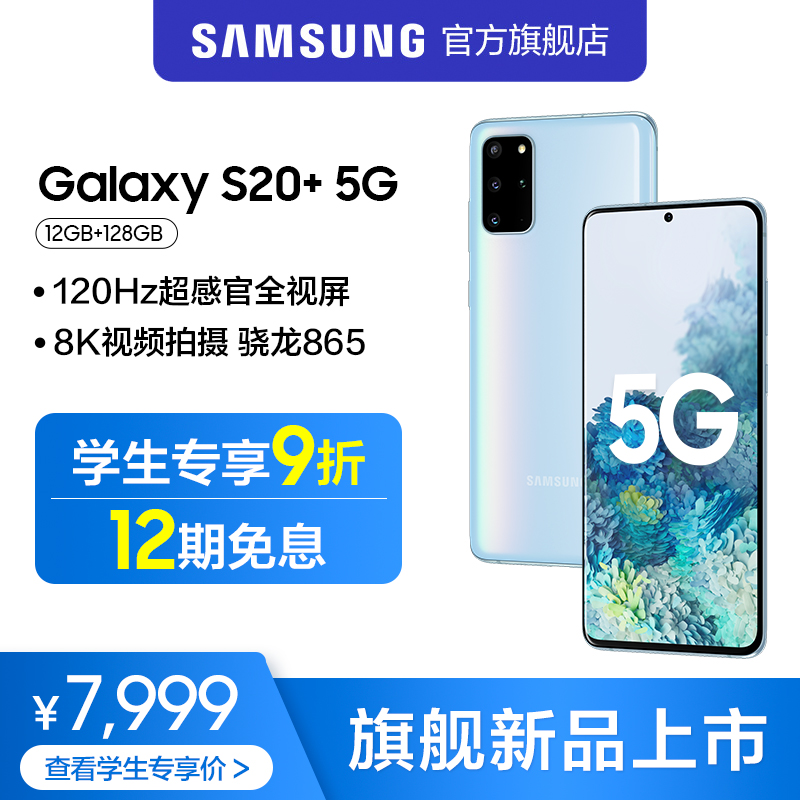 SAMSUNG 官方旗舰店
Galaxy S20+ 5G
12GB+128GB
• 120Hz超感官全视屏
• 8K视频拍摄 骁龙865
学生专享9折
12期免息
SAMSUNG
5G
¥7,999
查看学生专享价 >
旗舰新品上市